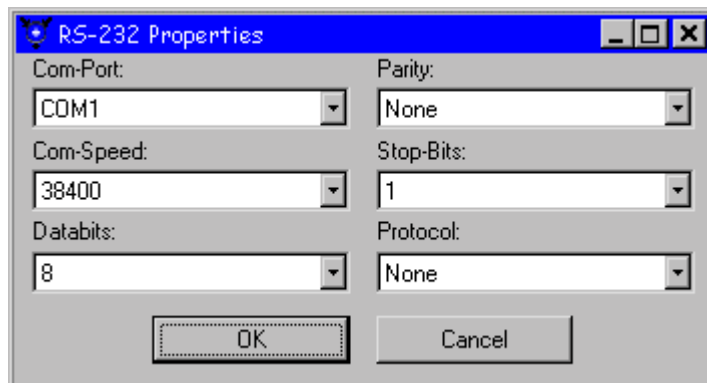 RS-232 Properties
Com-Port:
Parity:
COM1
None
Com-Speed:
Stop-Bits:
38400
1
Databits:
Protocol:
8
None
OK
Cancel